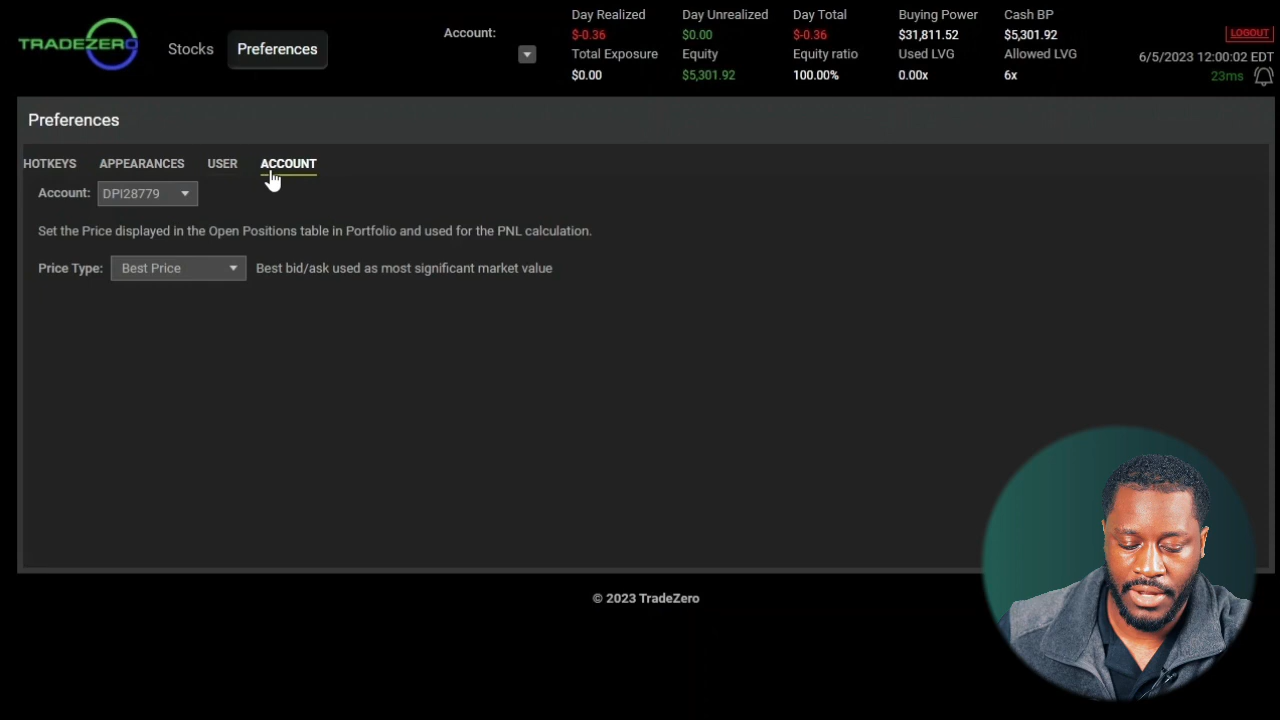 TRADEZERO
Stocks
Preferences
Account:
Day Realized
$-0.36
Day Unrealized
$0.00
Day Total
$-0.36
Buying Power
$31,811.52
Cash BP
$5,301.92
Total Exposure
$0.00
Equity
$5,301.92
Equity ratio
100.00%
Used LVG
0.00x
Allowed LVG
6x
LOGOUT
6/5/2023 12:00:02 EDT
23ms
Preferences
HOTKEYS APPEARANCES USER ACCOUNT
Account: DPI28779
Set the Price displayed in the Open Positions table in Portfolio and used for the PNL calculation.
Price Type: Best Price Best bid/ask used as most significant market value
© 2023 TradeZero